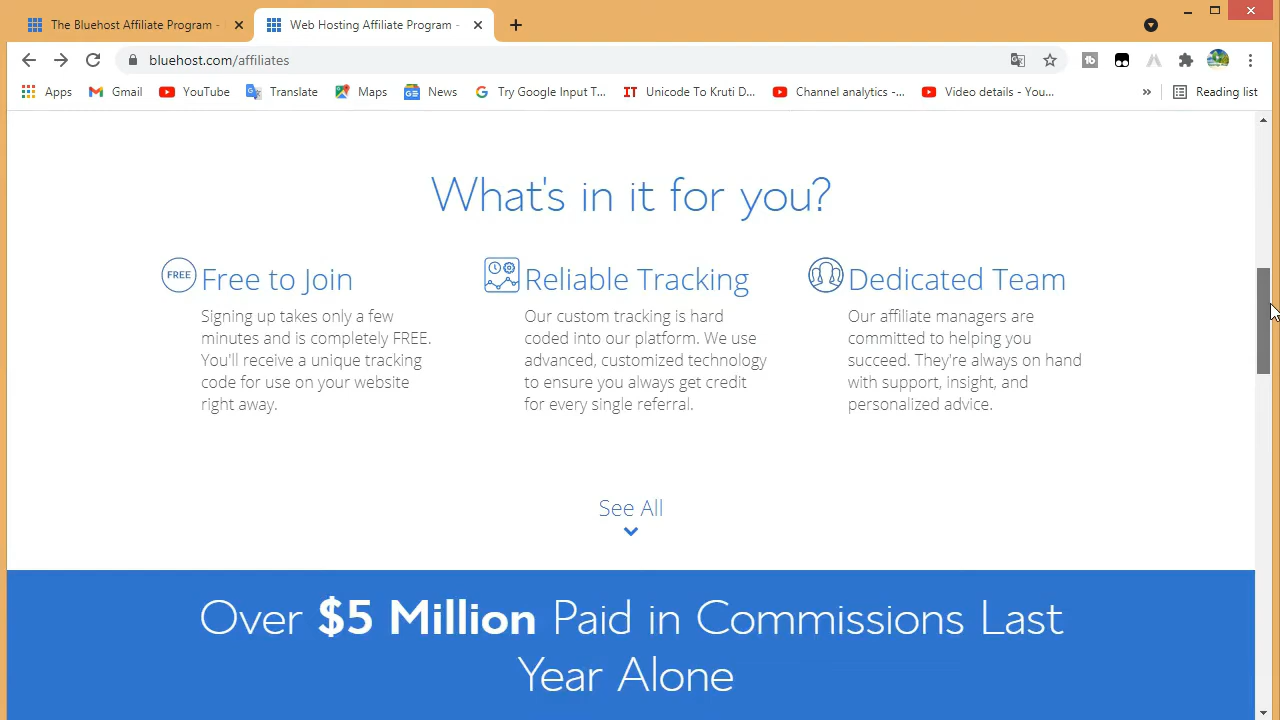 The Bluehost Affiliate Program -
Web Hosting Affiliate Program -
bluehost.com/affiliates
Apps
Gmail
YouTube
Translate
Maps
News
Try Google Input T...
Unicode To Kruti D...
Channel analytics -...
Video details - You...
Reading list
What's in it for you?
FREE
Free to Join
Signing up takes only a few
minutes and is completely FREE.
You'll receive a unique tracking
code for use on your website
right away.
Reliable Tracking
Our custom tracking is hard
coded into our platform. We use
advanced, customized technology
to ensure you always get credit
for every single referral.
Dedicated Team
Our affiliate managers are
committed to helping you
succeed. They're always on hand
with support, insight, and
personalized advice.
See All
Over $5 Million Paid in Commissions Last
Year Alone